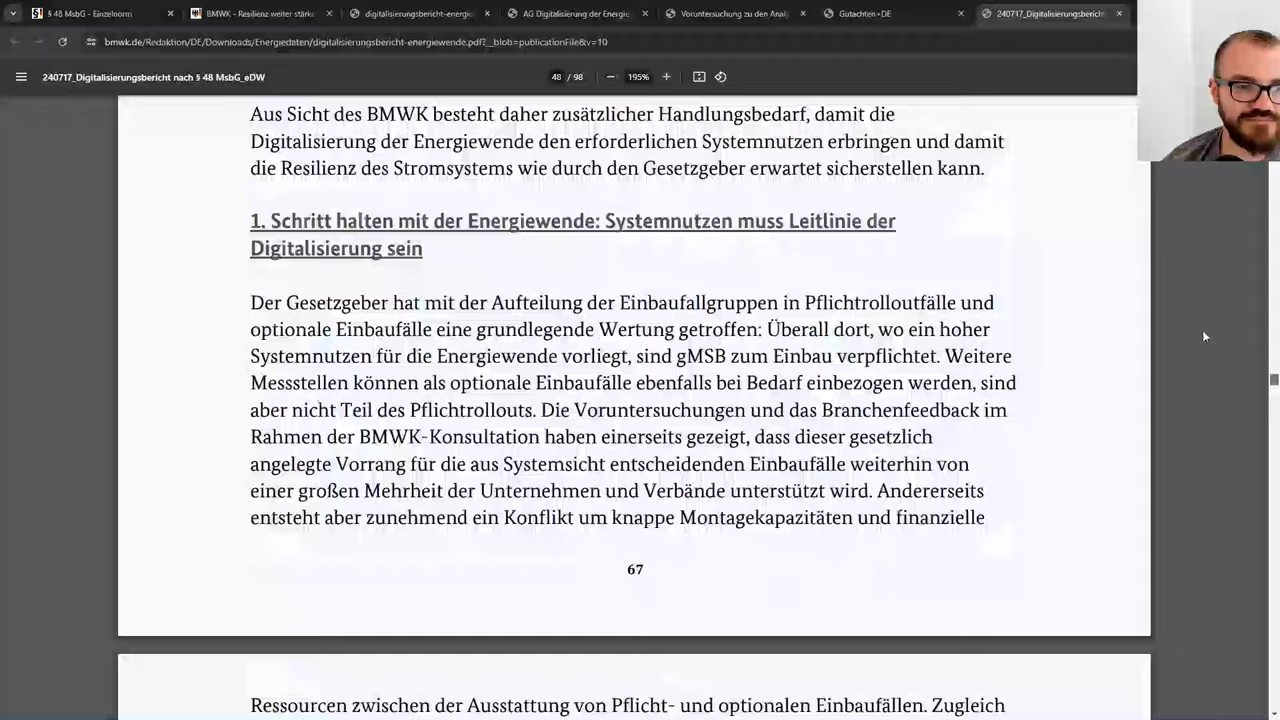 § 48 MsbG - Einzelnorm
BMWK - Resilienz weiter stärk
digitalisierungsbericht-energie
AG Digitalisierung der Energie
Voruntersuchung zu den Anal
Gutachten+DE
240717_Digitalisierungsbericht
bmwk.de/Redaktion/DE/Downloads/Energiedaten/digitalisierungsbericht-energiewende.pdf?__blob=publicationFile&v=10
240717_Digitalisierungsbericht nach § 48 MsbG_eDW
48 / 98
195%
Aus Sicht des BMWK besteht daher zusätzlicher Handlungsbedarf, damit die
Digitalisierung der Energiewende den erforderlichen Systemnutzen erbringen und damit
die Resilienz des Stromsystems wie durch den Gesetzgeber erwartet sicherstellen kann.
1. Schritt halten mit der Energiewende: Systemnutzen muss Leitlinie der
Digitalisierung sein
Der Gesetzgeber hat mit der Aufteilung der Einbaufallgruppen in Pflichtrolloutfälle und
optionale Einbaufälle eine grundlegende Wertung getroffen: Überall dort, wo ein hoher
Systemnutzen für die Energiewende vorliegt, sind gMSB zum Einbau verpflichtet. Weitere
Messstellen können als optionale Einbaufälle ebenfalls bei Bedarf einbezogen werden, sind
aber nicht Teil des Pflichtrollouts. Die Voruntersuchungen und das Branchenfeedback im
Rahmen der BMWK-Konsultation haben einerseits gezeigt, dass dieser gesetzlich
angelegte Vorrang für die aus Systemsicht entscheidenden Einbaufälle weiterhin von
einer großen Mehrheit der Unternehmen und Verbände unterstützt wird. Andererseits
entsteht aber zunehmend ein Konflikt um knappe Montagekapazitäten und finanzielle
67
Ressourcen zwischen der Ausstattung von Pflicht- und optionalen Einbaufällen. Zugleich